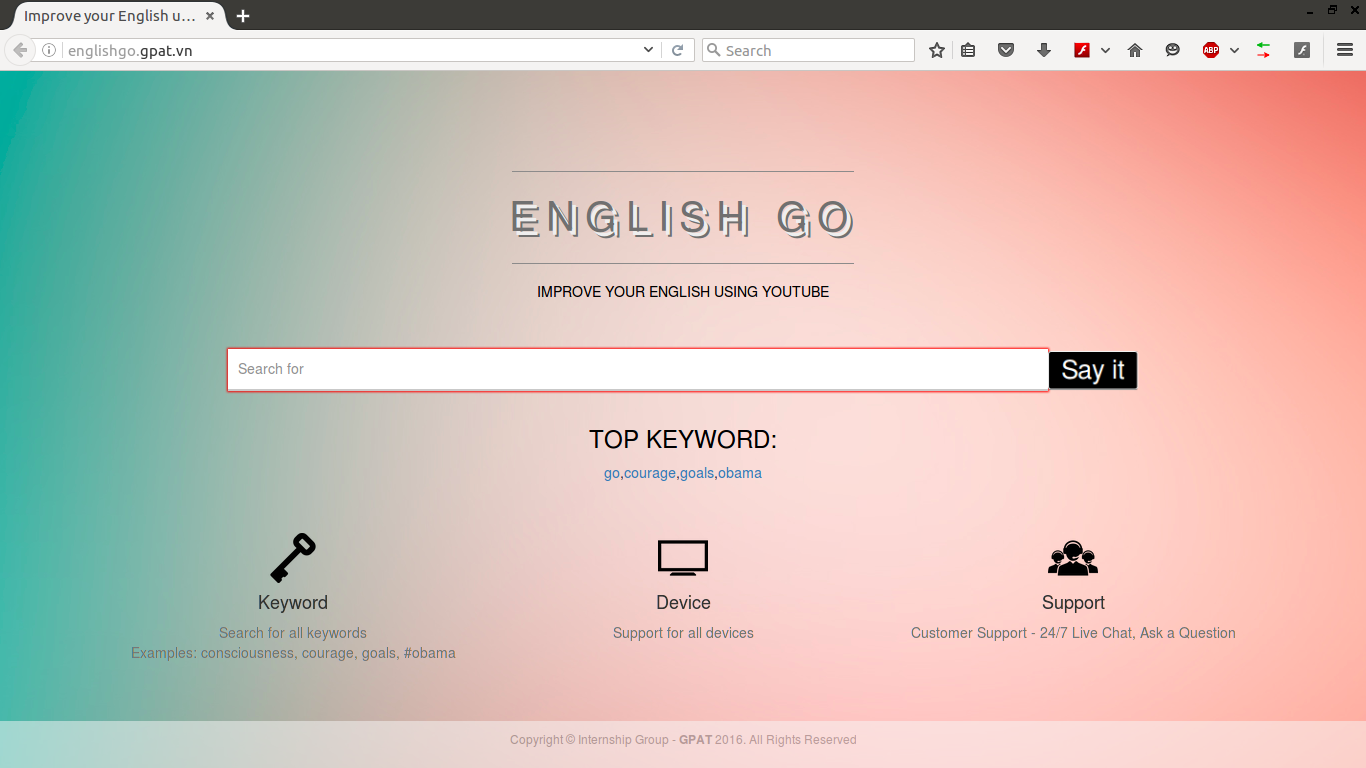 Improve your English u...
englishgo.gpat.vn
Search
ABP
ENGLISH GO
IMPROVE YOUR ENGLISH USING YOUTUBE
Search for
Say it
TOP KEYWORD:
go,courage,goals,obama
Keyword
Search for all keywords
Examples: consciousness, courage, goals, #obama
Device
Support for all devices
Support
Customer Support - 24/7 Live Chat, Ask a Question
Copyright © Internship Group - GPAT 2016. All Rights Reserved